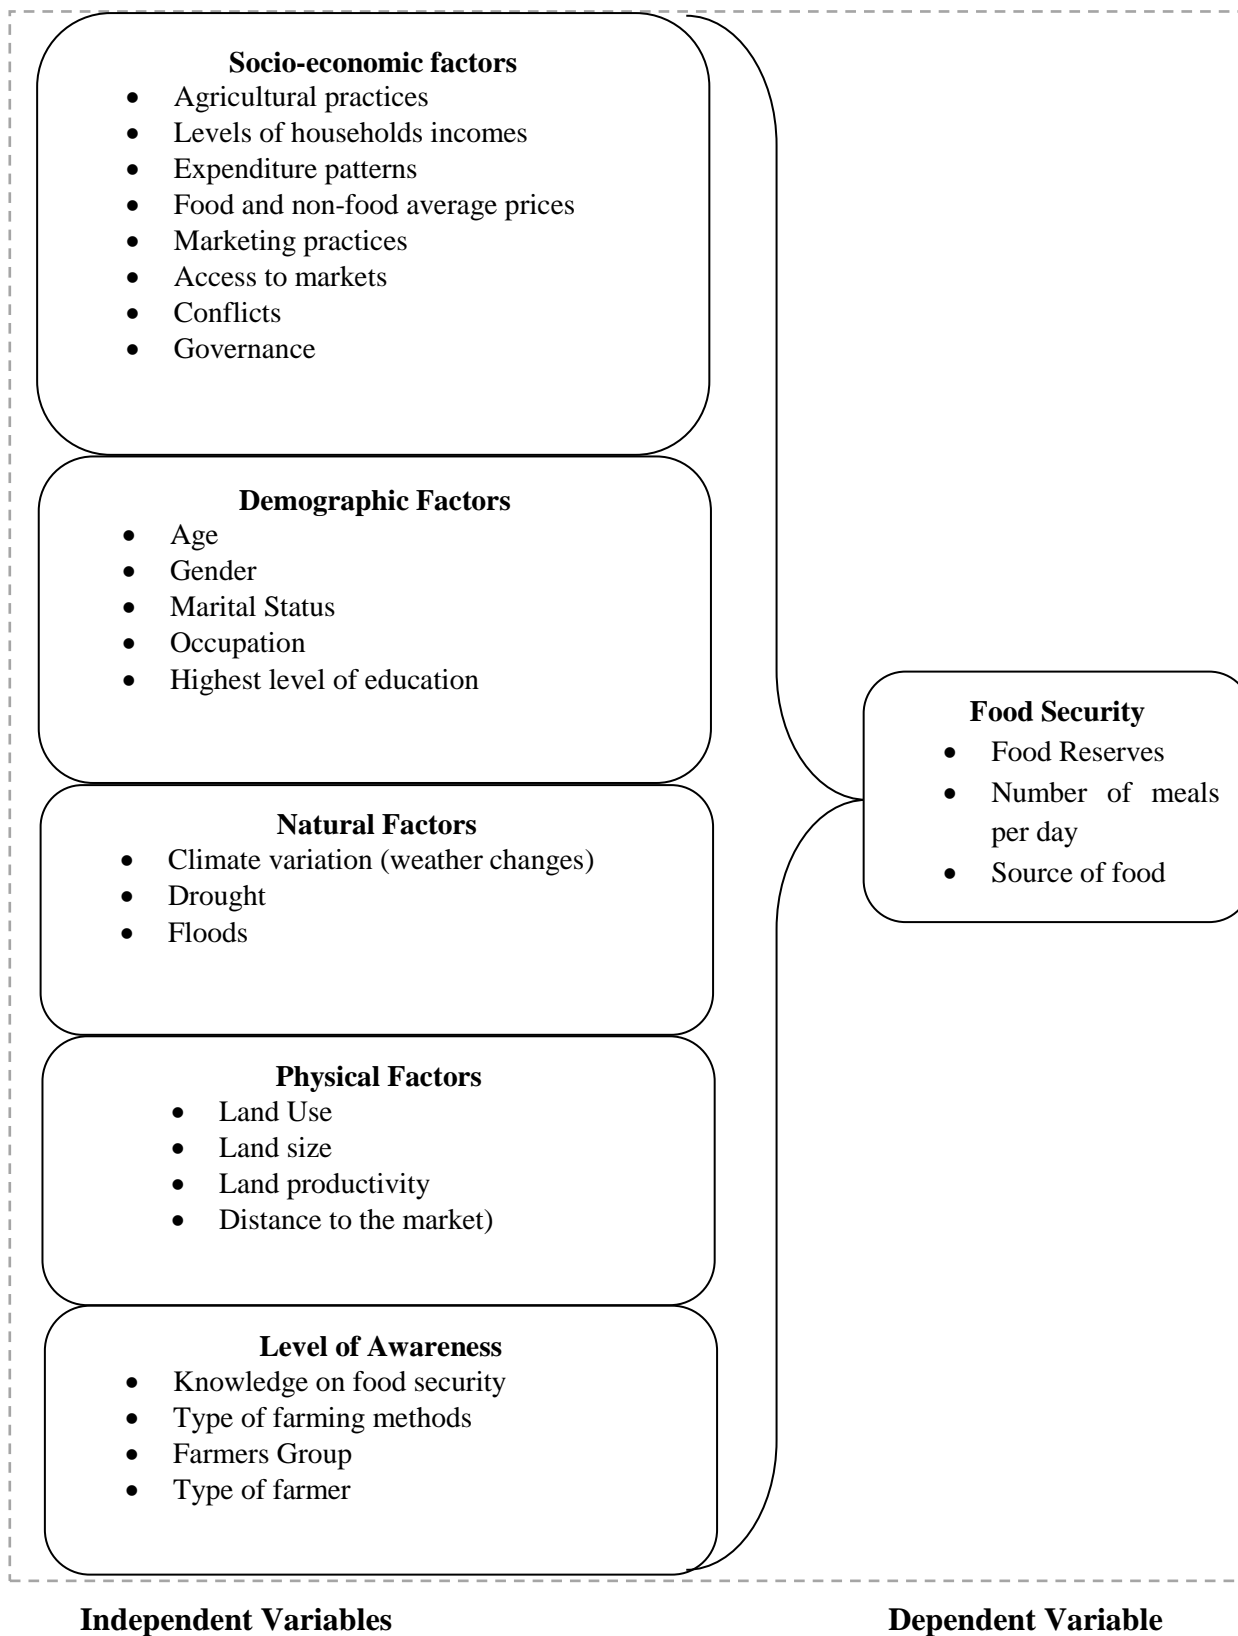 Socio-economic factors
• Agricultural practices
• Levels of households incomes
• Expenditure patterns
• Food and non-food average prices
• Marketing practices
• Access to markets
• Conflicts
• Governance
Demographic Factors
• Age
• Gender
• Marital Status
• Occupation
• Highest level of education
Natural Factors
• Climate variation (weather changes)
• Drought
• Floods
Physical Factors
• Land Use
• Land size
• Land productivity
• Distance to the market)
Level of Awareness
• Knowledge on food security
• Type of farming methods
• Farmers Group
• Type of farmer
Food Security
• Food Reserves
• Number of meals
per day
• Source of food
Independent Variables
Dependent Variable